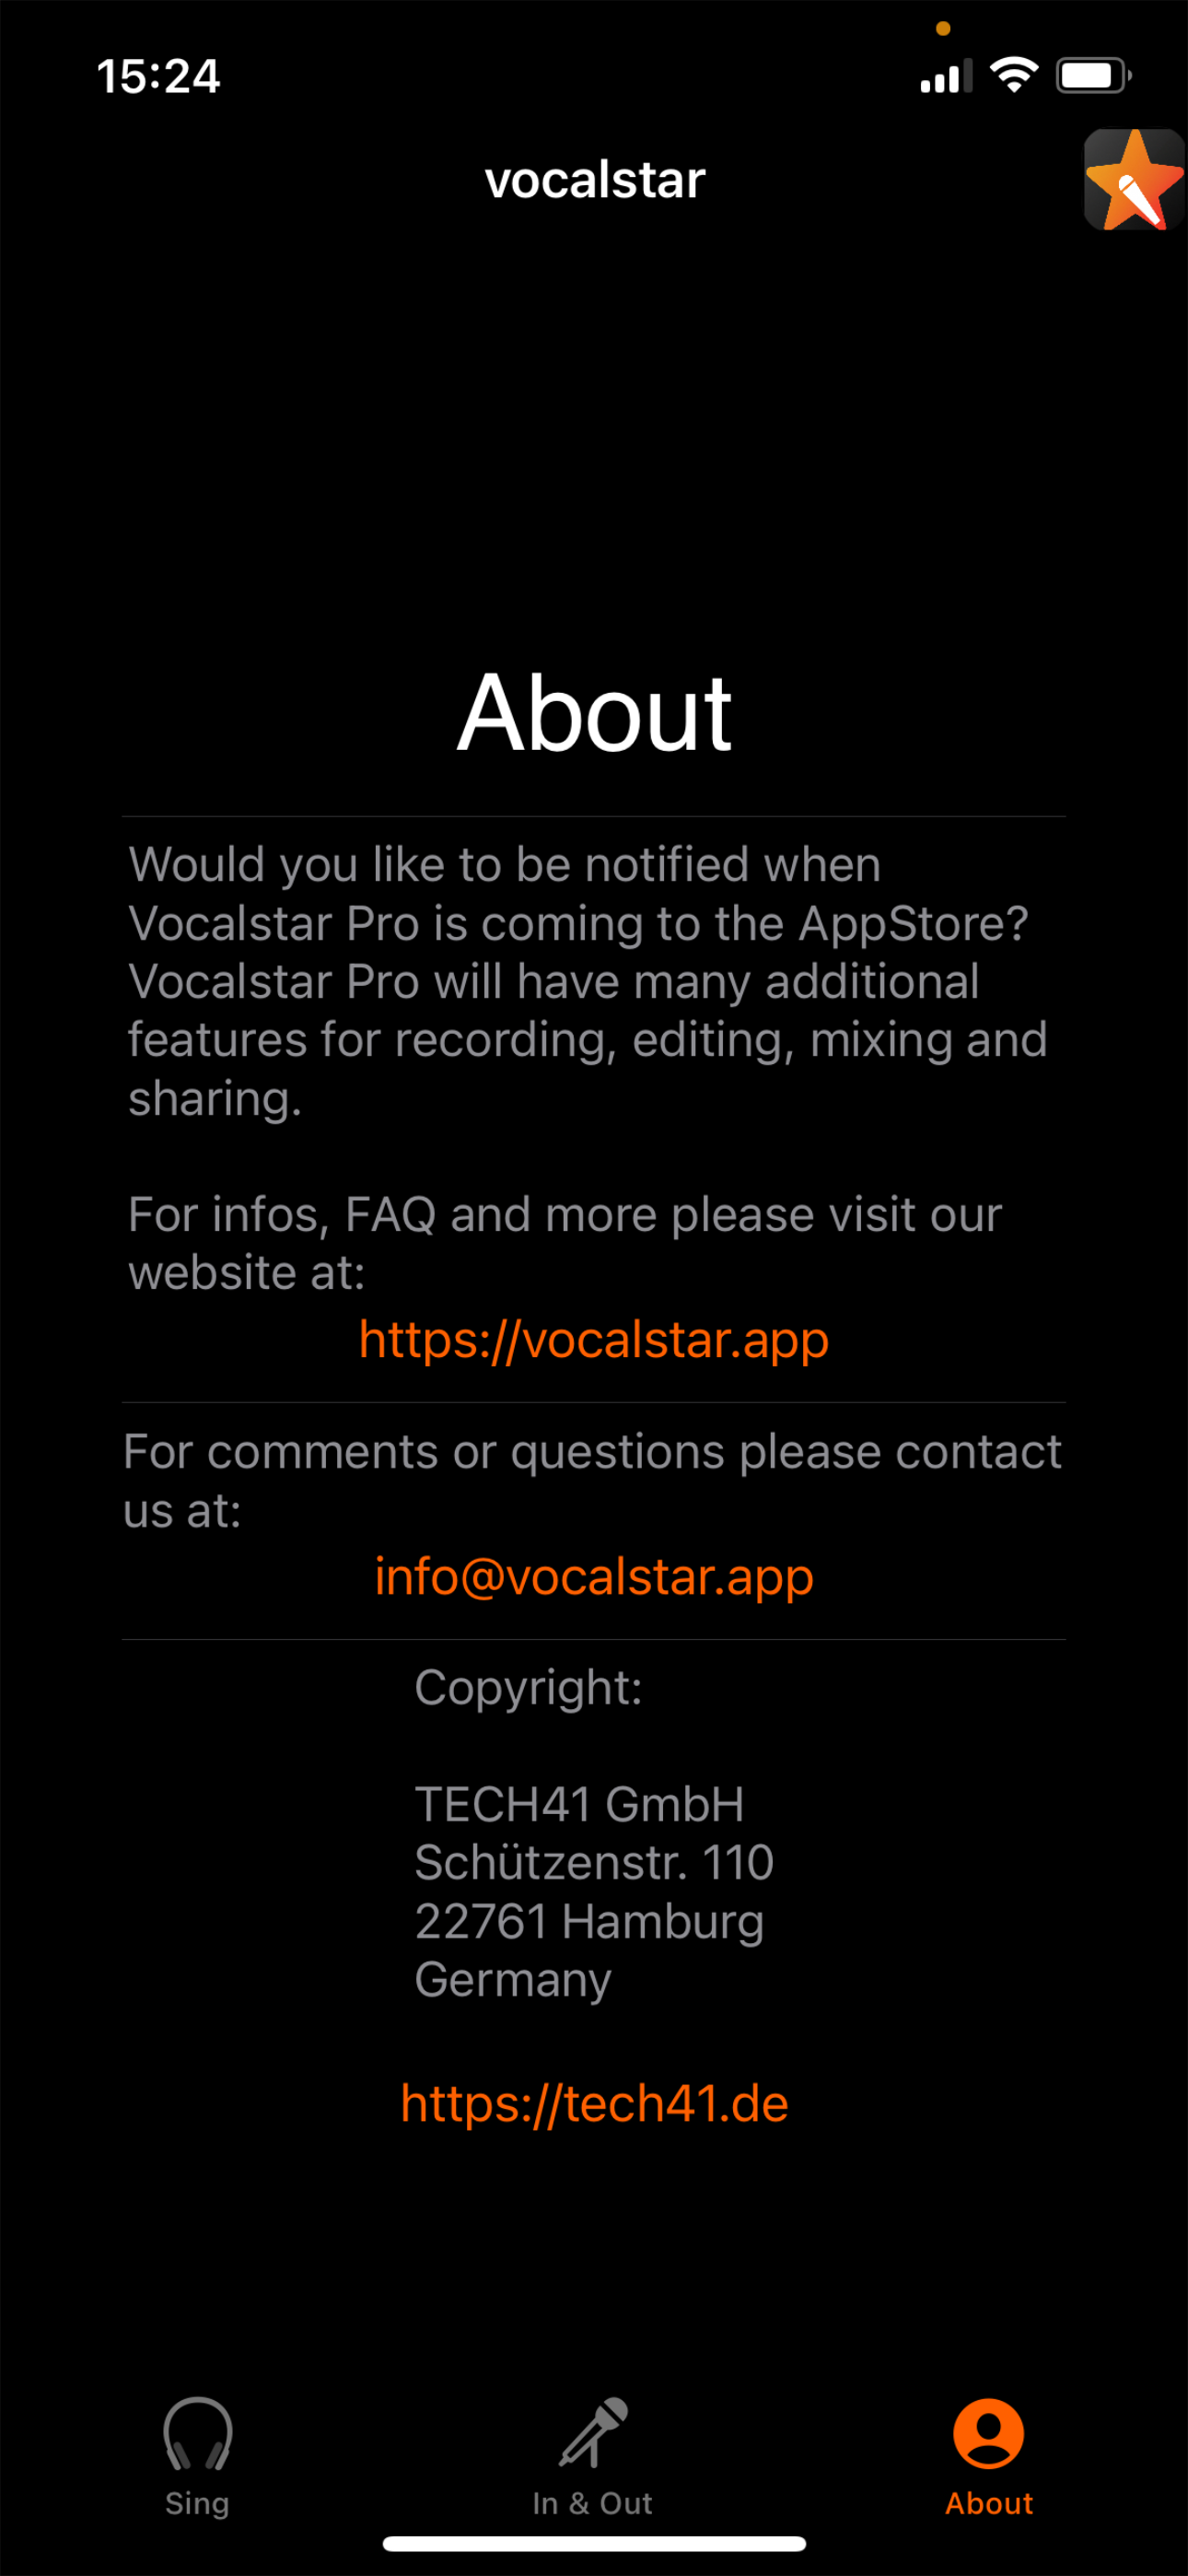 15:24
vocalstar
About
Would you like to be notified when
Vocalstar Pro is coming to the AppStore?
Vocalstar Pro will have many additional
features for recording, editing, mixing and
sharing.
For infos, FAQ and more please visit our
website at:
https://vocalstar.app
For comments or questions please contact
us at:
info@vocalstar.app
Copyright:
TECH41 GmbH
Schützenstr. 110
22761 Hamburg
Germany
https://tech41.de
Sing
In & Out
About